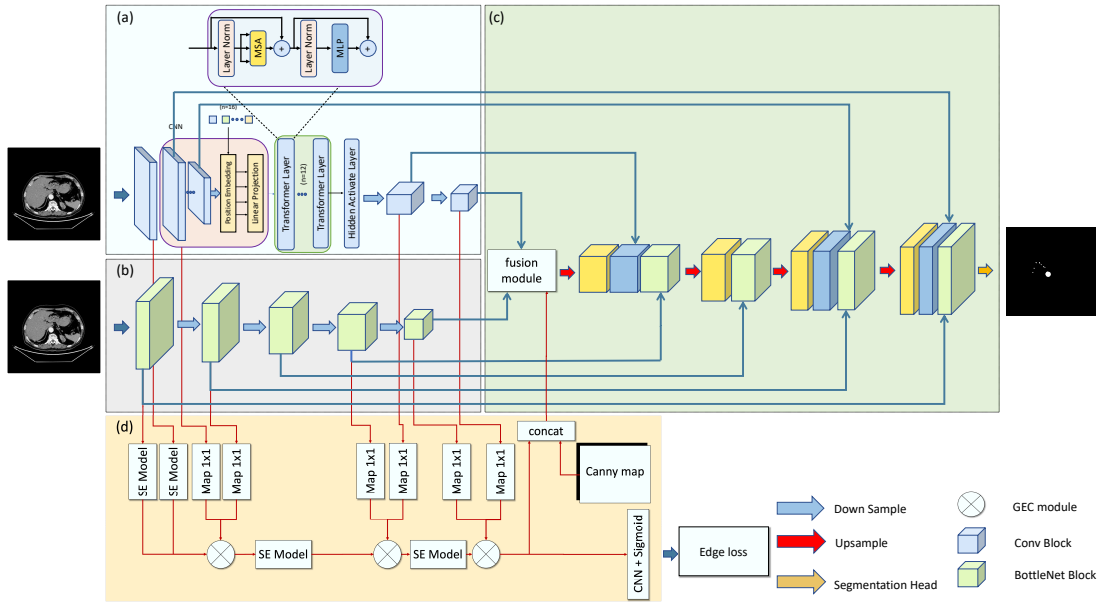 (a)
Layer Norm
MSA
+
Layer Norm
MLP
+
(n=16)
CNN
Position Embedding
Linear Projection
Transformer Layer
(n=12)
Transformer Layer
Hidden Activate Layer
(b)
(c)
fusion
module
(d)
SE Model
SE Model
Map 1x1
Map 1x1
Map 1x1
Map 1x1
Map 1x1
Map 1x1
concat
Canny map
SE Model
SE Model
CNN + Sigmoid
Edge loss
Down Sample
Upsample
Segmentation Head
GEC module
Conv Block
BottleNet Block